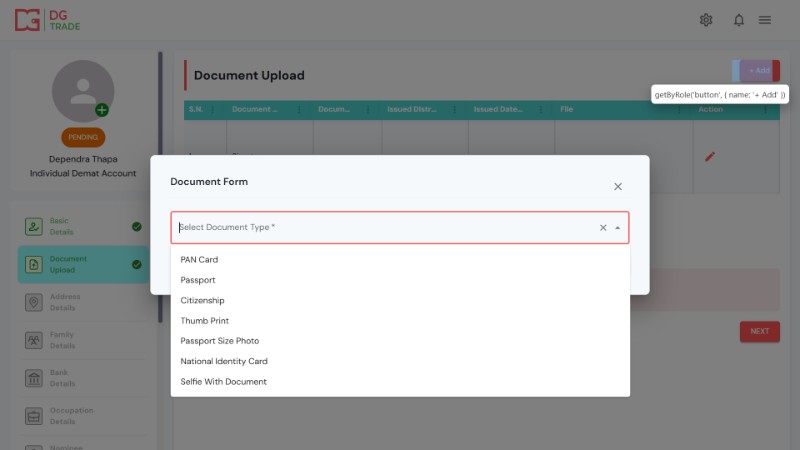 DG
TRADE
Document Upload
+ Add
getByRole('button', { name: '+ Add' })
S.N.
Document ...
Docum...
Issued Distr...
Issued Date...
File
Action
PENDING
Dependra Thapa
Individual Demat Account
Document Form
Select Document Type *
PAN Card
Passport
Citizenship
Thumb Print
Passport Size Photo
National Identity Card
Selfie With Document
Basic
Details
Document
Upload
Address
Details
Family
Details
Bank
Details
Occupation
Details
Nominee
NEXT